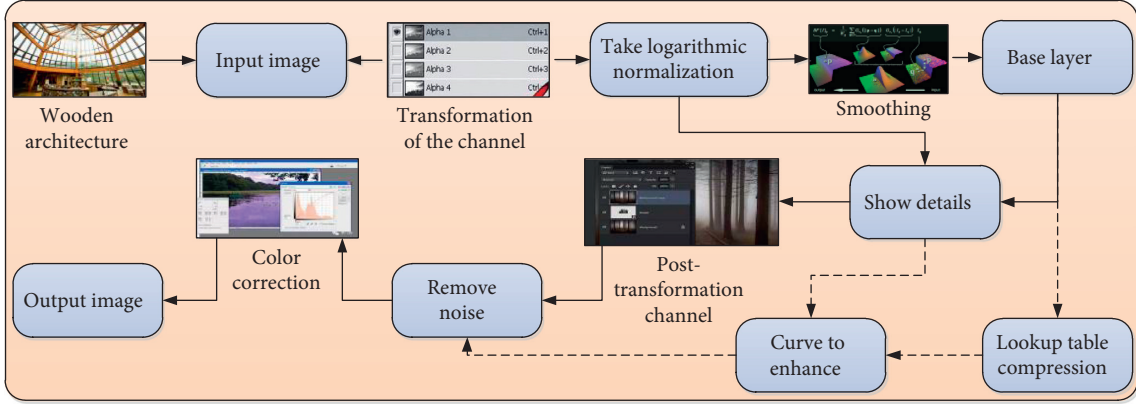 Wooden
architecture
Input image
Alpha 1 Ctrl+1
Alpha 2 Ctrl+2
Alpha 3 Ctrl+3
Alpha 4
Transformation
of the channel
Take logarithmic
normalization
Smoothing
Base layer
Show details
Post-
transformation
channel
Color
correction
Output image
Remove
noise
Curve to
enhance
Lookup table
compression